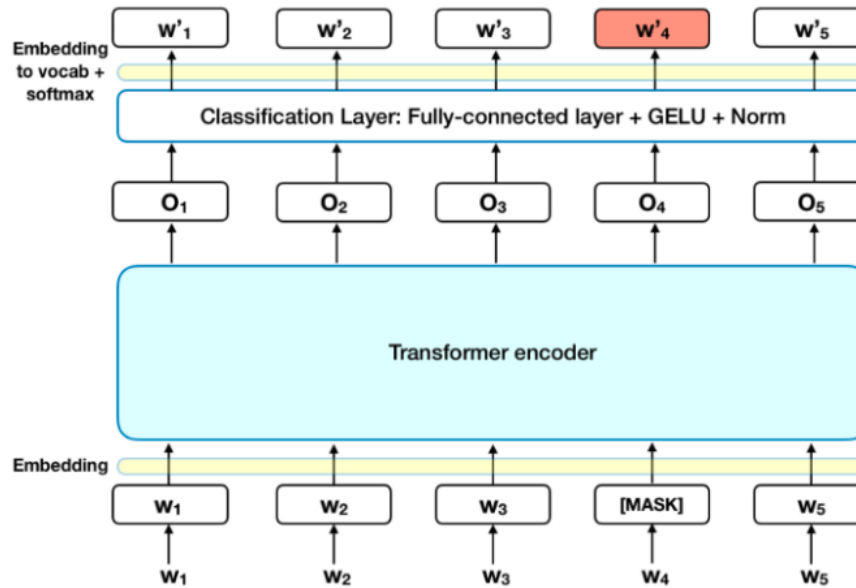 w'₁ w'₂ w'₃ w'₄ w'₅
Embedding
to vocab +
softmax
Classification Layer: Fully-connected layer + GELU + Norm
O₁ O₂ O₃ O₄ O₅
Transformer encoder
Embedding
W₁ W₂ W₃ [MASK] W₅
W₁ W₂ W₃ W₄ W₅